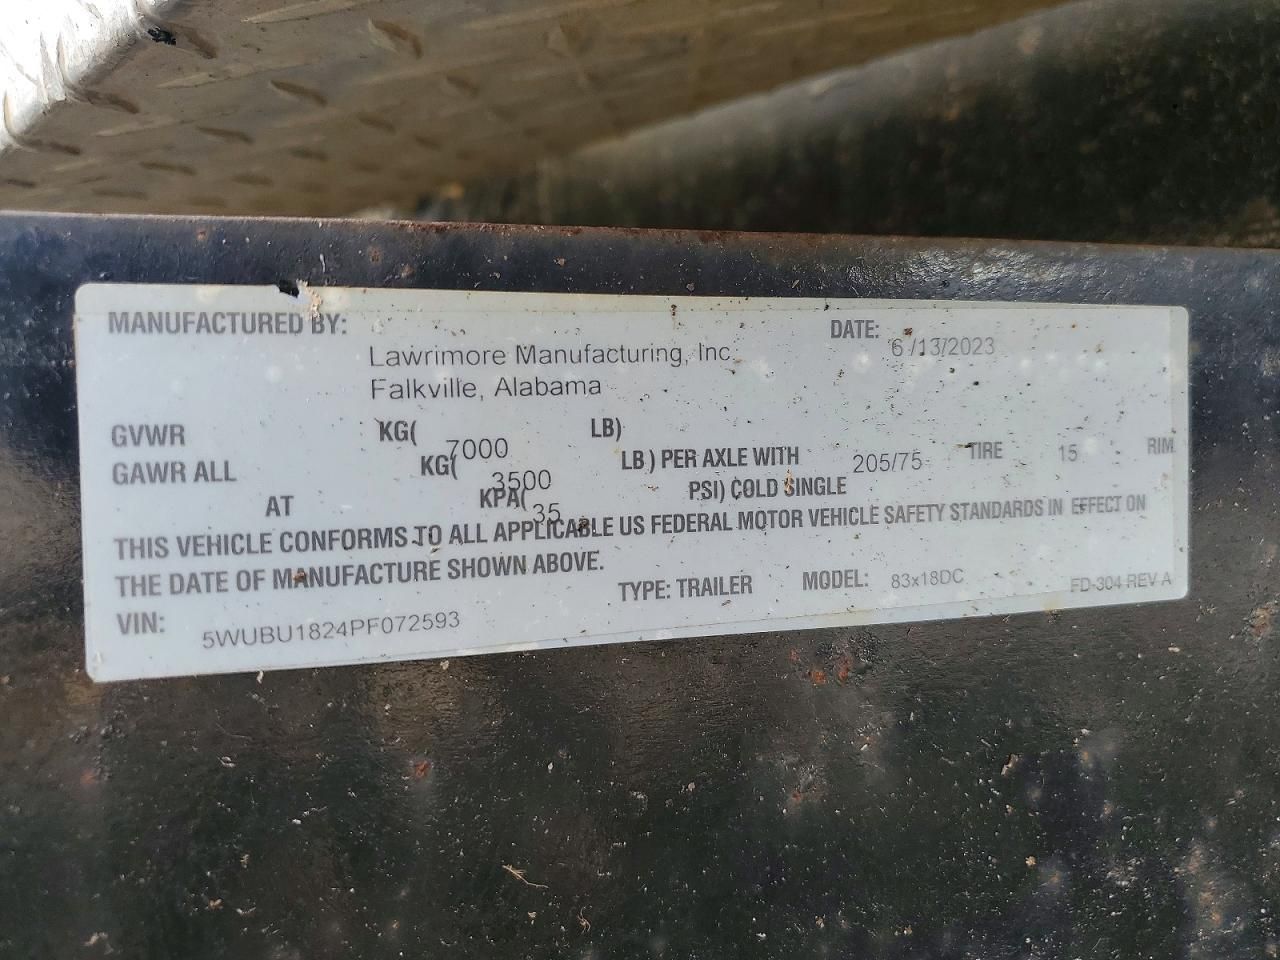 MANUFACTURED BY: DATE: 6 /13/2023
Lawrimore Manufacturing, Inc
Falkville, Alabama
GVWR KG( 7000 LB)
GAWR ALL KG( 3500 LB ) PER AXLE WITH 205/75 TIRE 15 RIM
AT KPA( 35 PSI) COLD SINGLE
THIS VEHICLE CONFORMS TO ALL APPLICABLE US FEDERAL MOTOR VEHICLE SAFETY STANDARDS IN EFFECT ON
THE DATE OF MANUFACTURE SHOWN ABOVE.
VIN: 5WUBU1824PF072593 TYPE: TRAILER MODEL: 83x18DC FD-304 REV A